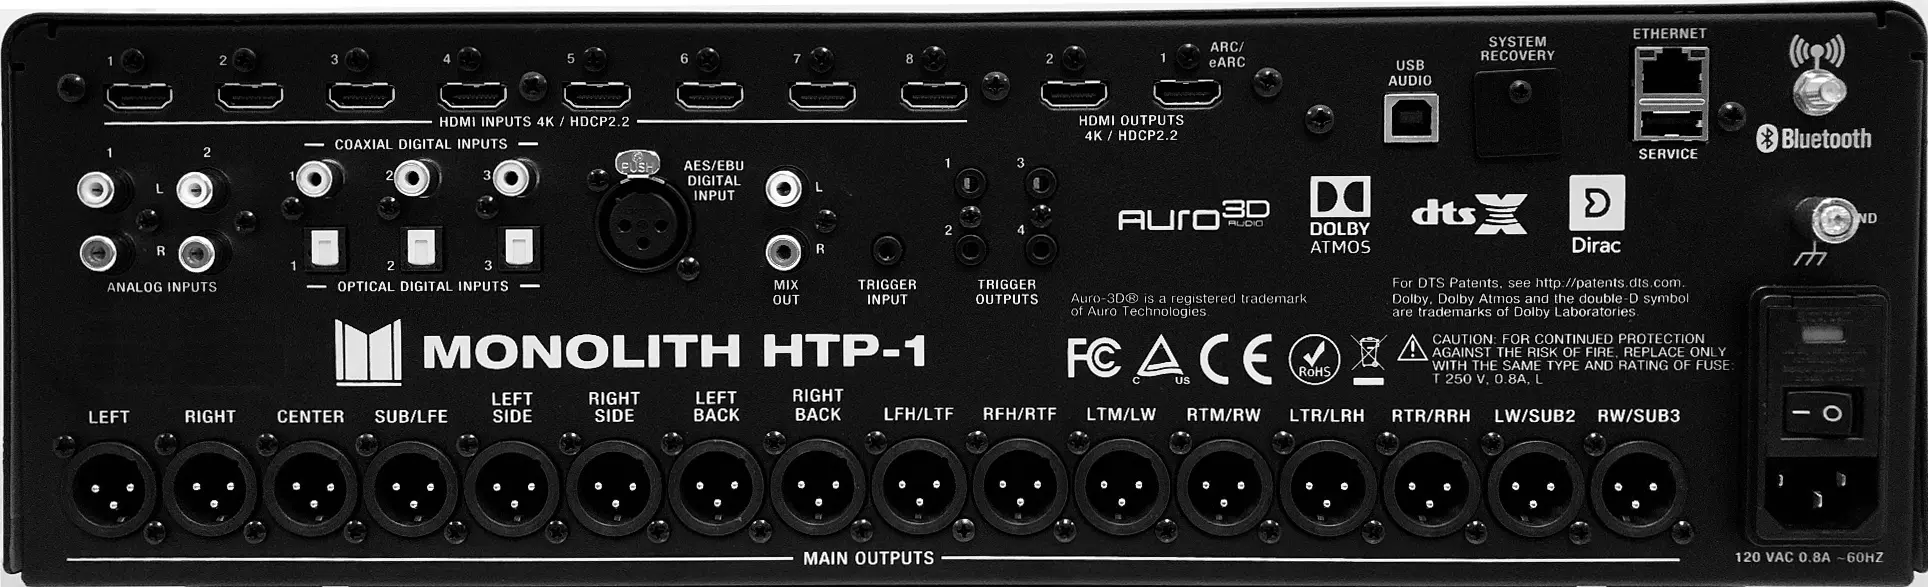 1 2 3 4 5 6 7 8 2 1 ARC/
eARC
HDMI INPUTS 4K / HDCP2.2
HDMI OUTPUTS
4K / HDCP2.2
USB
AUDIO
SYSTEM
RECOVERY
ETHERNET
SERVICE
Bluetooth
1 2
L
R
ANALOG INPUTS
COAXIAL DIGITAL INPUTS
1 2 3
1 2 3
OPTICAL DIGITAL INPUTS
PUSH
AES/EBU
DIGITAL
INPUT
L
R
MIX
OUT
TRIGGER
INPUT
1 3
2 4
TRIGGER
OUTPUTS
AURO 3D
AUDIO
DOLBY
ATMOS
dts X
D
Dirac
Auro-3D® is a registered trademark
of Auro Technologies.
For DTS Patents, see http://patents.dts.com.
Dolby, Dolby Atmos and the double-D symbol
are trademarks of Dolby Laboratories.
MONOLITH HTP-1
FC
C US
CE
RoHS
CAUTION: FOR CONTINUED PROTECTION
AGAINST THE RISK OF FIRE, REPLACE ONLY
WITH THE SAME TYPE AND RATING OF FUSE:
T 250 V, 0.8A, L
LEFT
RIGHT
CENTER
SUB/LFE
LEFT
SIDE
RIGHT
SIDE
LEFT
BACK
RIGHT
BACK
LFH/LTF
RFH/RTF
LTM/LW
RTM/RW
LTR/LRH
RTR/RRH
LW/SUB2
RW/SUB3
MAIN OUTPUTS
120 VAC 0.8A ~60HZ